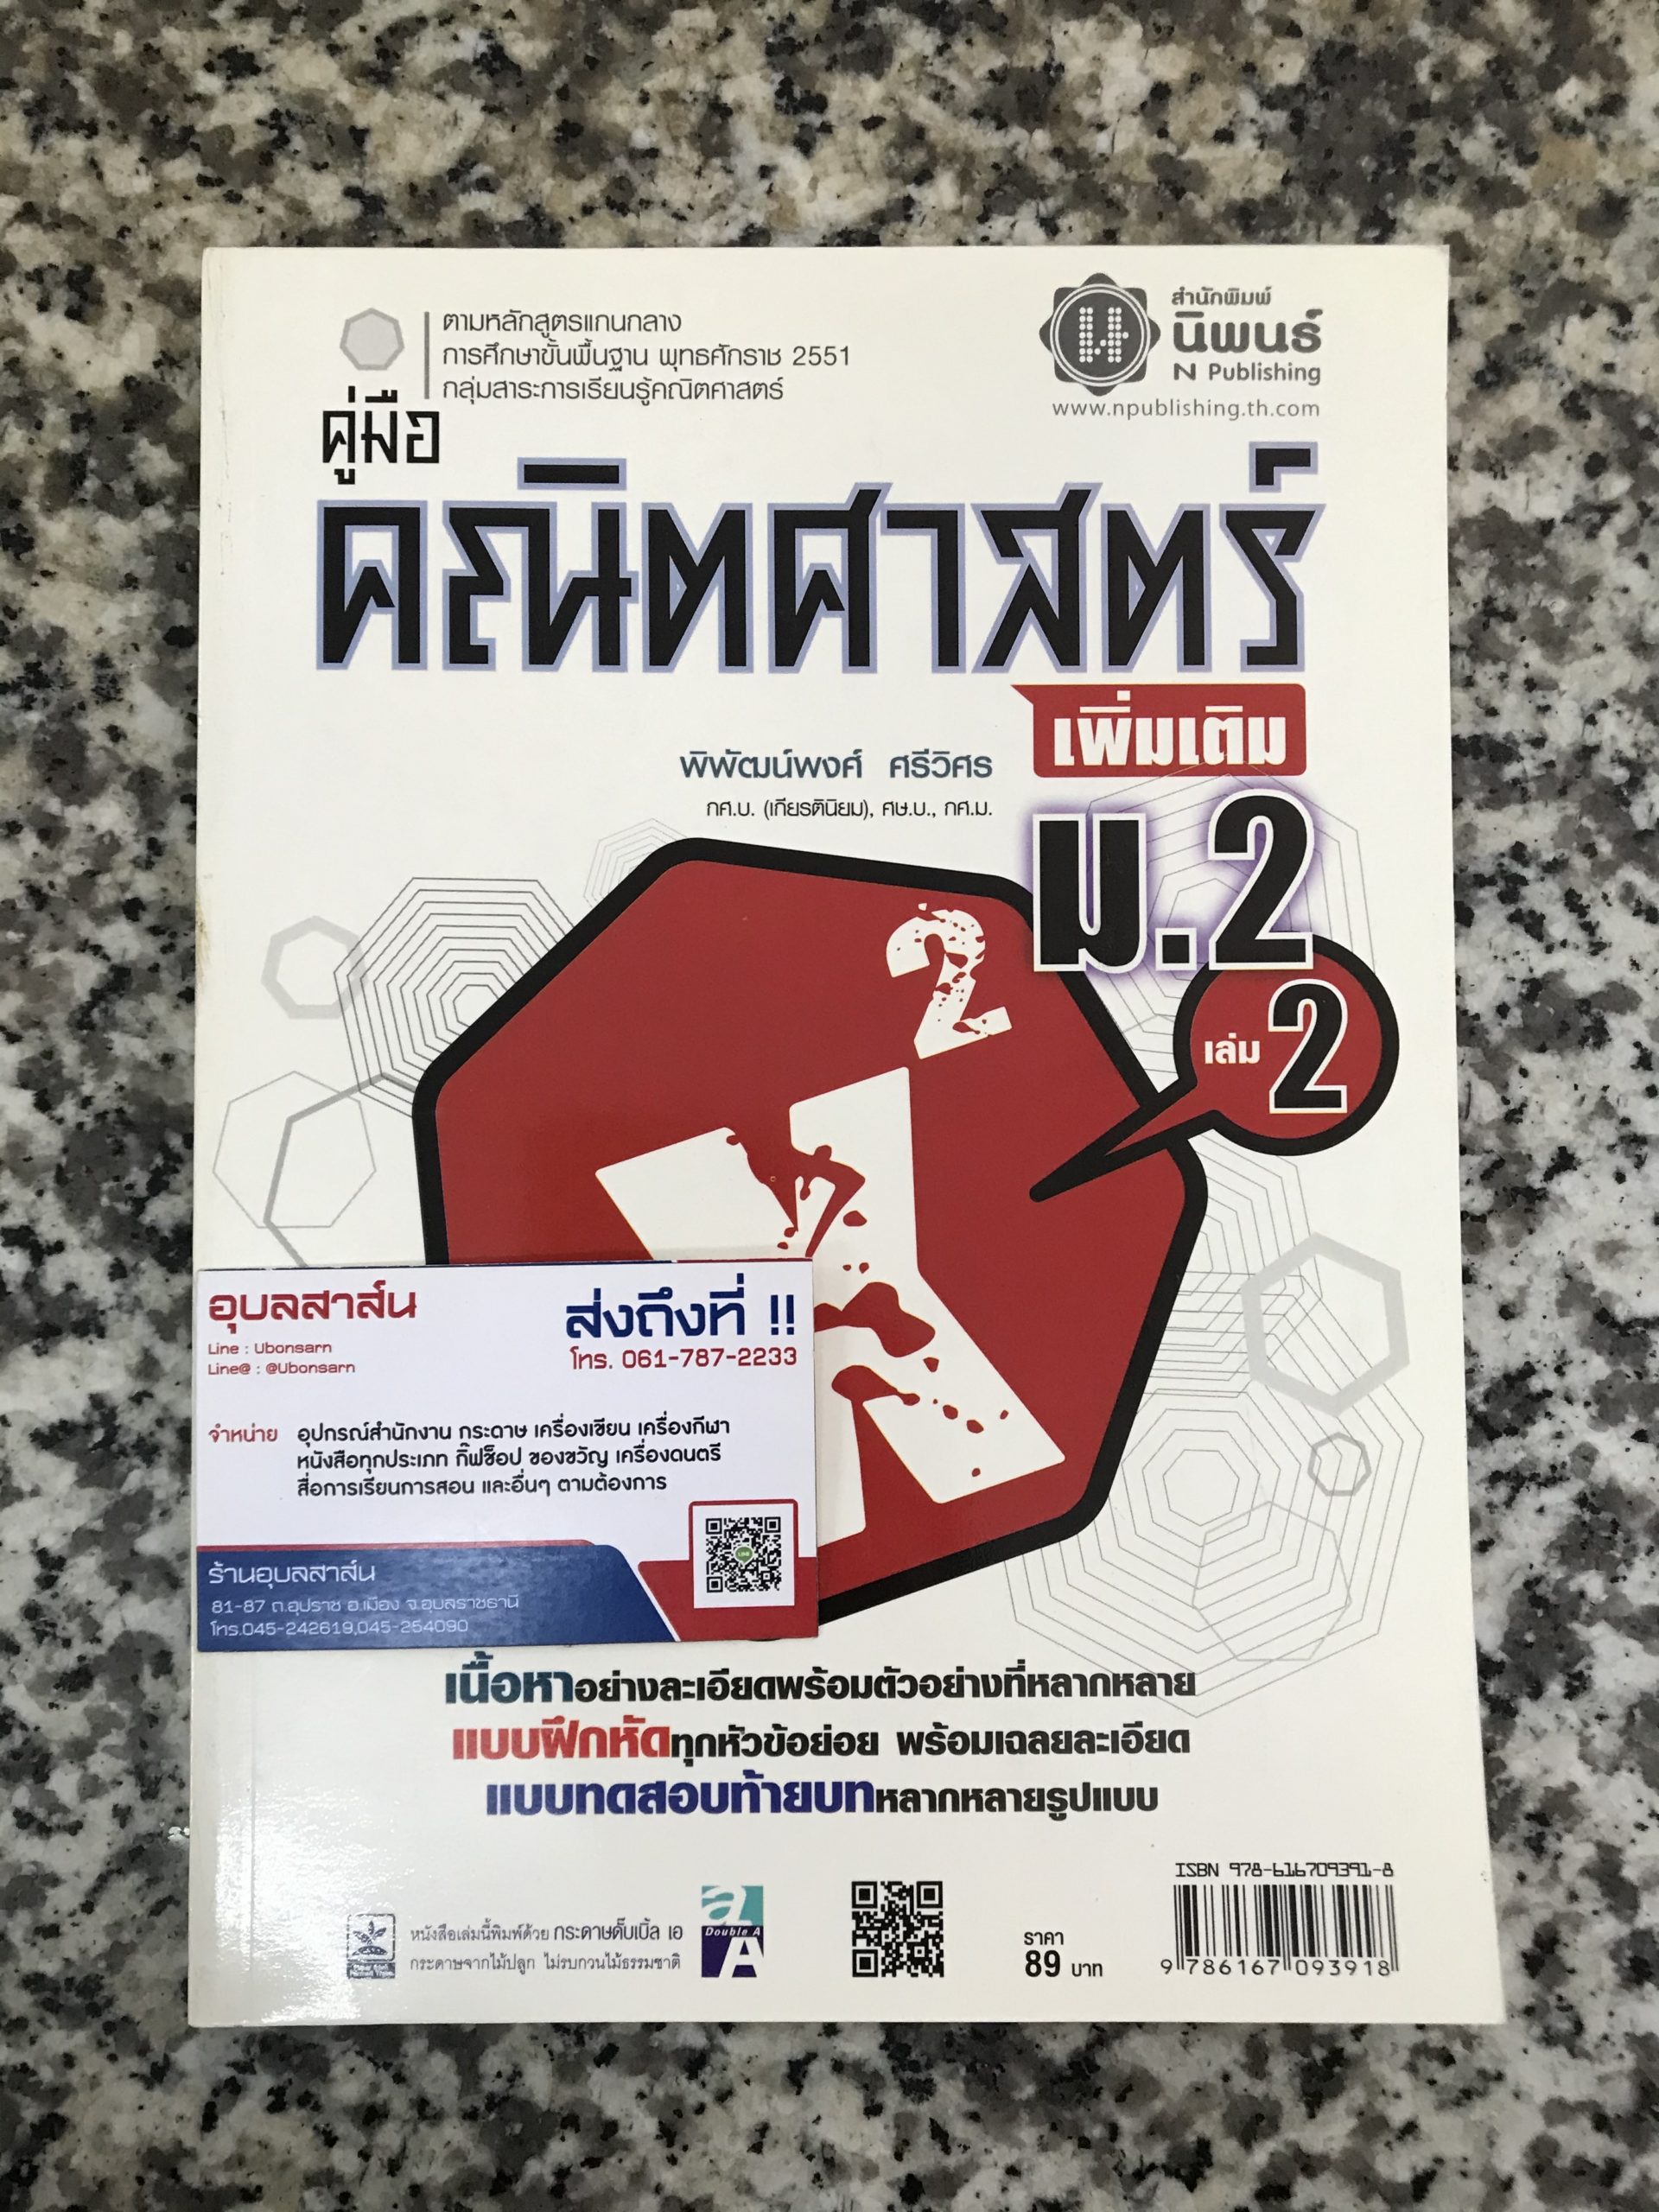 ตามหลักสูตรแกนกลาง
การศึกษาขั้นพื้นฐาน พุทธศักราช 2551
กลุ่มสาระการเรียนรู้คณิตศาสตร์
สำนักพิมพ์
นิพนธ์
N Publishing
www.npublishing.th.com
คู่มือ
คณิตศาสตร์
เพิ่มเติม
พิพัฒน์พงศ์ ศรีวิศร
กศ.บ. (เกียรตินิยม), ศษ.บ., กศ.ม.
ม.2
เล่ม 2
2
อุบลสาส์น
Line : Ubonsarn
Line@ : @Ubonsarn
ส่งถึงที่ !!
โทร. 061-787-2233
จำหน่าย อุปกรณ์สำนักงาน กระดาษ เครื่องเขียน เครื่องกีฬา
หนังสือทุกประเภท กิ๊ฟช็อป ของขวัญ เครื่องดนตรี
สื่อการเรียนการสอน และอื่นๆ ตามต้องการ
ร้านอุบลสาส์น
81-87 ถ.อุปราช อ.เมือง จ.อุบลราชธานี
โทร.045-242619,045-254090
เนื้อหาอย่างละเอียดพร้อมตัวอย่างที่หลากหลาย
แบบฝึกหัดทุกหัวข้อย่อย พร้อมเฉลยละเอียด
แบบทดสอบท้ายบทหลากหลายรูปแบบ
หนังสือเล่มนี้พิมพ์ด้วย กระดาษดั๊บเบิ้ล เอ
กระดาษจากไม้ปลูก ไม่รบกวนไม้ธรรมชาติ
a
Double A
A
ราคา
89 บาท
ISBN 978-616709391-8
9 786167 093918